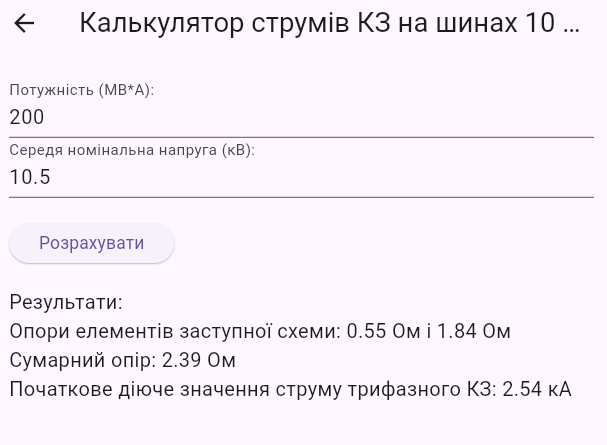 Калькулятор струмів КЗ на шинах 10 ...
Потужність (МВ*А):
200
Середя номінальна напруга (кВ):
10.5
Розрахувати
Результати:
Опори елементів заступної схеми: 0.55 Ом і 1.84 Ом
Сумарний опір: 2.39 Ом
Початкове діюче значення струму трифазного КЗ: 2.54 кА